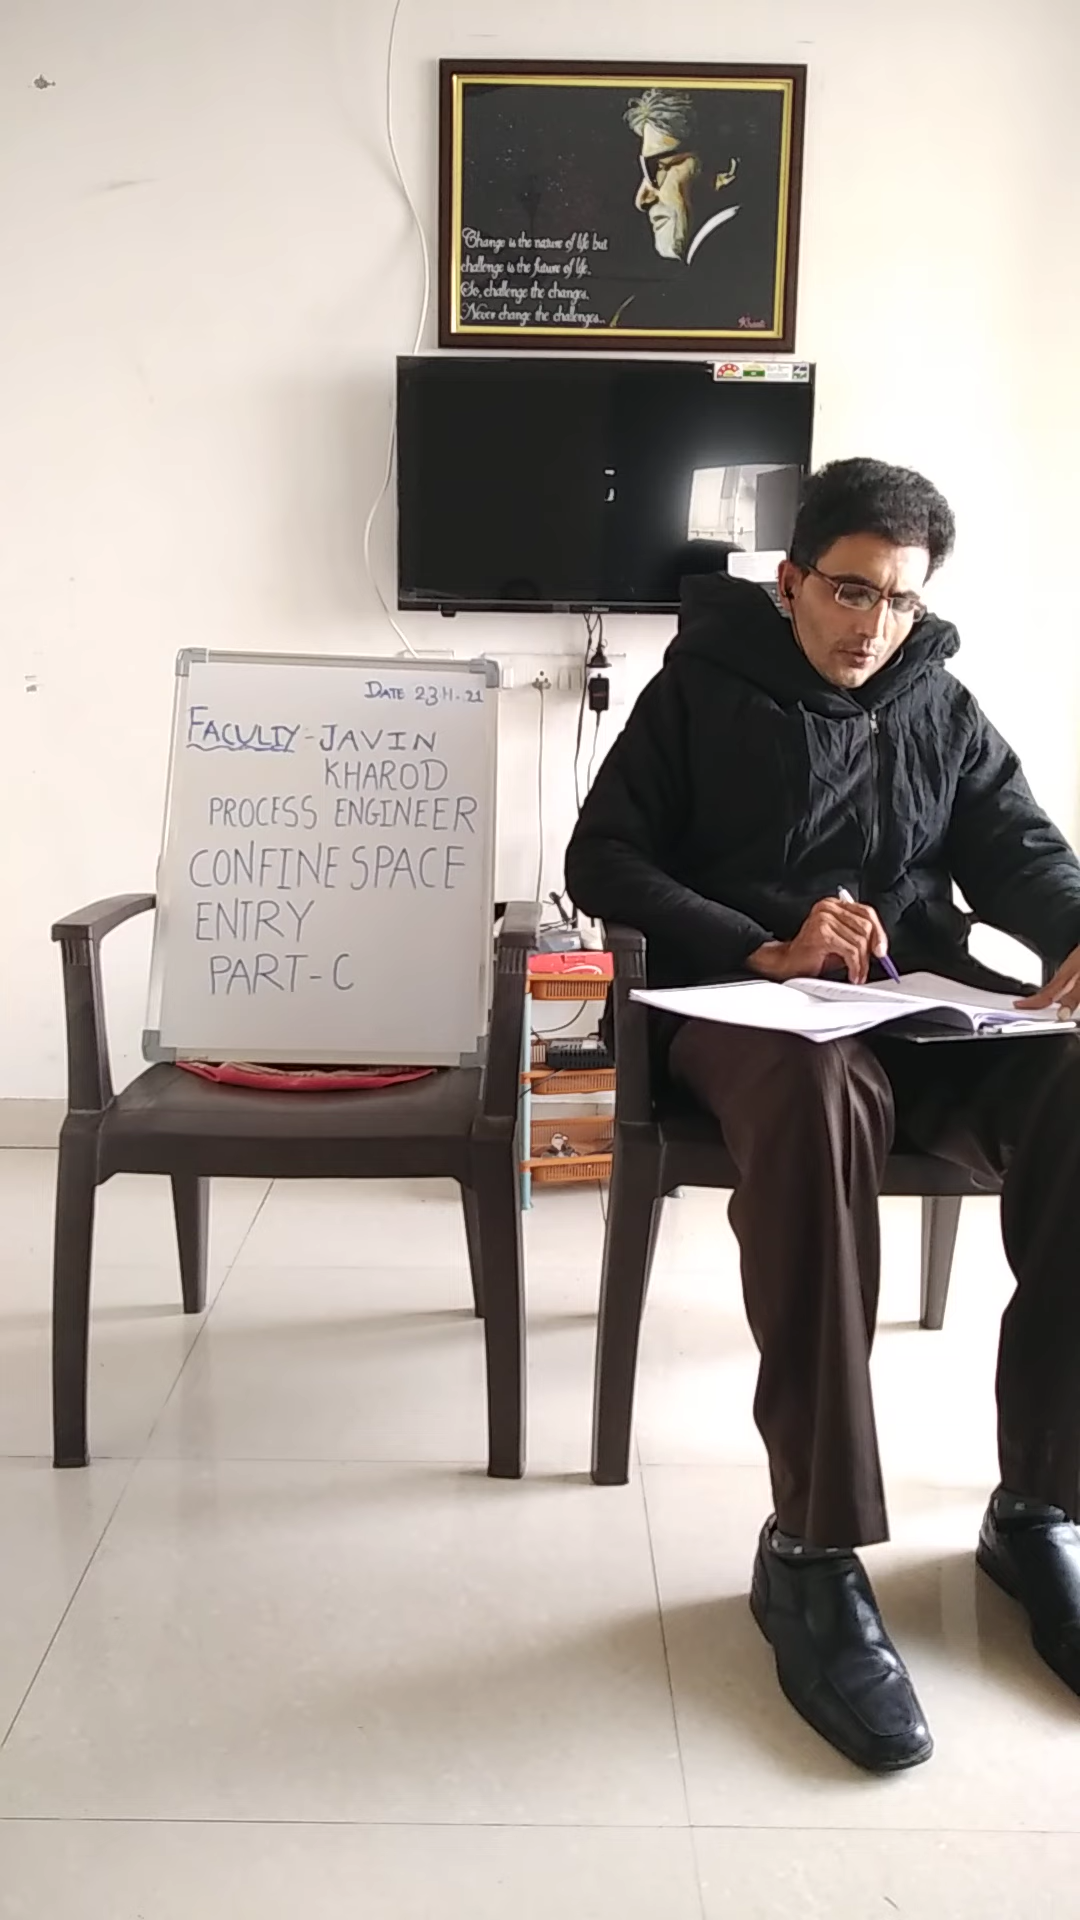 Change is the nature of life but
challenge is the future of life.
So, challenge the changes.
Never change the challenges..
DATE 23.11.21
FACULTY - JAVIN
KHAROD
PROCESS ENGINEER
CONFINE SPACE
ENTRY
PART-C